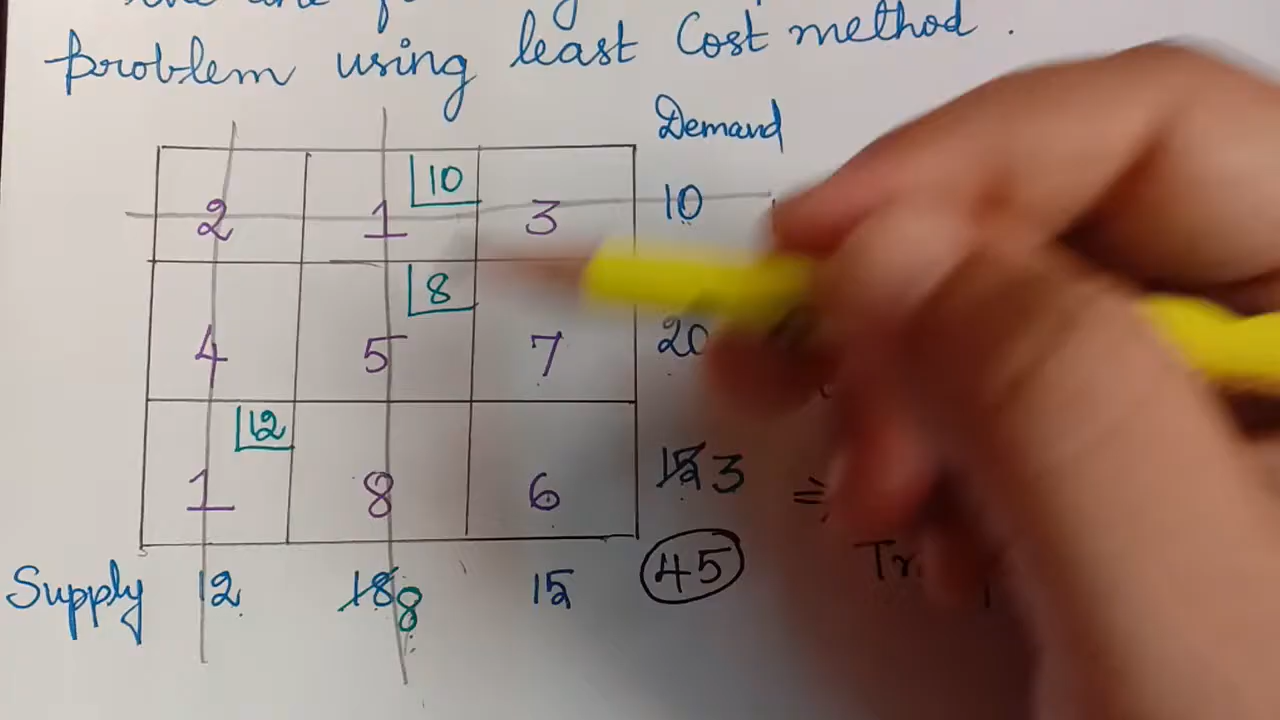 problem using least Cost method.
Demand
2 1 10 3 10
4 5 8 7 20
1 12 8 6 15 3
Supply 12 18 8 15 45